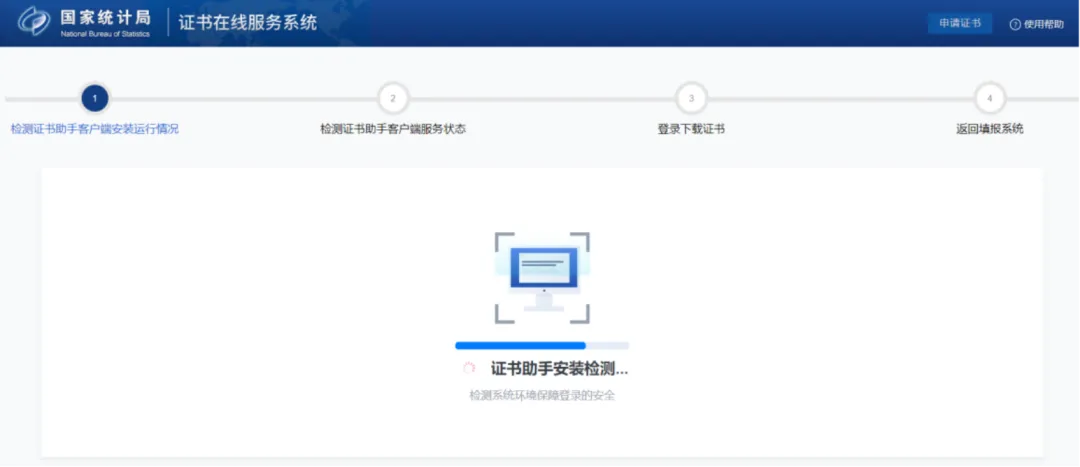 国家统计局
National Bureau of Statistics
证书在线服务系统
申请证书
使用帮助
1
2
3
4
检测证书助手客户端安装运行情况
检测证书助手客户端服务状态
登录下载证书
返回填报系统
证书助手安装检测...
检测系统环境保障登录的安全